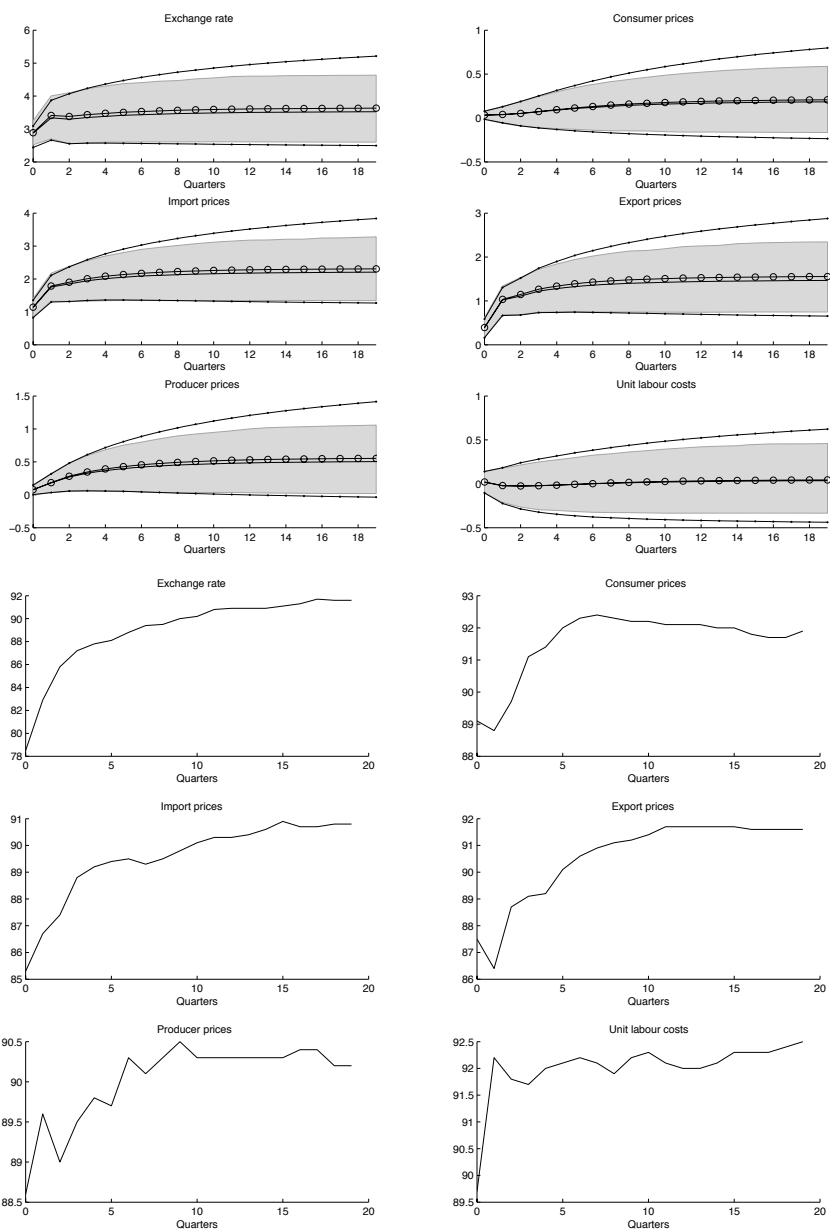 Exchange rate
6
5
4
3
2
0 2 4 6 8 10 12 14 16 18
Quarters
Consumer prices
1
0.5
0
−0.5
0 2 4 6 8 10 12 14 16 18
Quarters
Import prices
4
3
2
1
0
0 2 4 6 8 10 12 14 16 18
Quarters
Export prices
3
2
1
0
0 2 4 6 8 10 12 14 16 18
Quarters
Producer prices
1.5
1
0.5
0
−0.5
0 2 4 6 8 10 12 14 16 18
Quarters
Unit labour costs
1
0.5
0
−0.5
0 2 4 6 8 10 12 14 16 18
Quarters
Exchange rate
92
90
88
86
84
82
80
78
0 5 10 15 20
Quarters
Consumer prices
93
92
91
90
89
88
0 5 10 15 20
Quarters
Import prices
91
90
89
88
87
86
85
0 5 10 15 20
Quarters
Export prices
92
91
90
89
88
87
86
0 5 10 15 20
Quarters
Producer prices
90.5
90
89.5
89
88.5
0 5 10 15 20
Quarters
Unit labour costs
92.5
92
91.5
91
90.5
90
89.5
0 5 10 15 20
Quarters